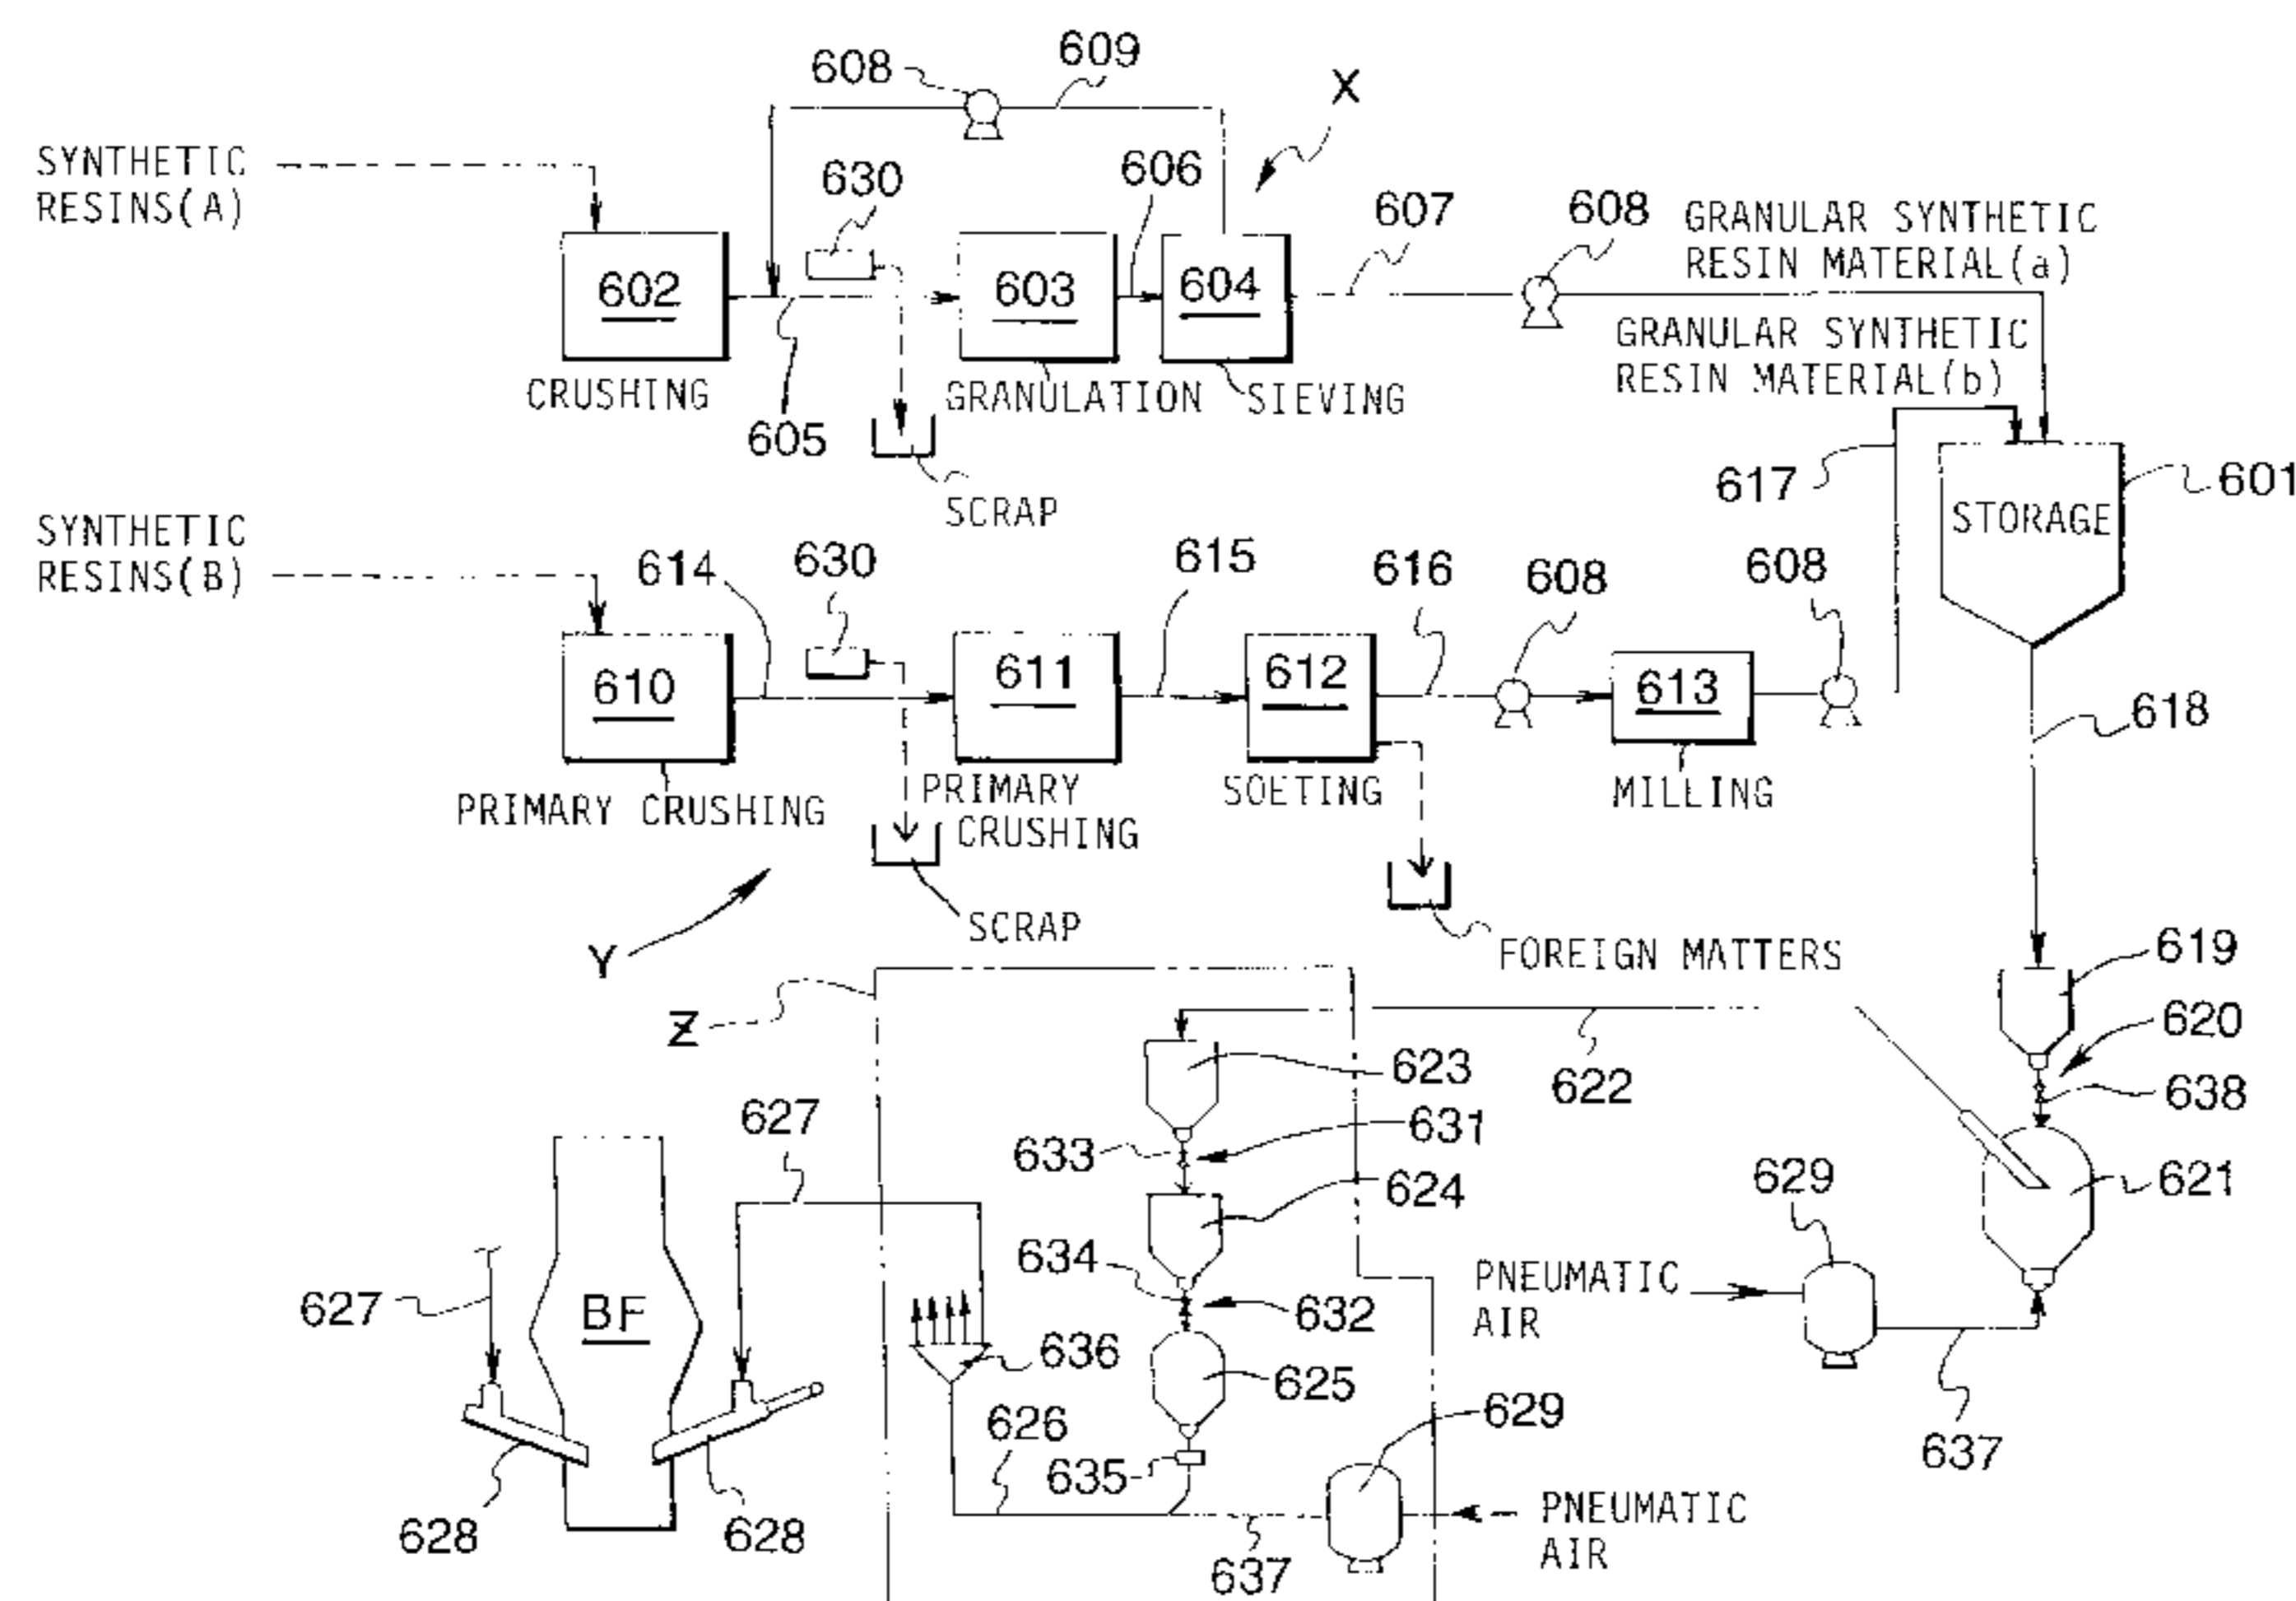 608
609
X
SYNTHETIC
RESINS(A)
630
606
607
608
GRANULAR SYNTHETIC
RESIN MATERIAL(a)
602
603
604
GRANULAR SYNTHETIC
RESIN MATERIAL(b)
CRUSHING
GRANULATION
SIEVING
605
617
601
SCRAP
STORAGE
SYNTHETIC
RESINS(B)
614
630
615
616
608
608
610
611
612
613
618
PRIMARY CRUSHING
PRIMARY
CRUSHING
SOETING
MILLING
SCRAP
FOREIGN MATTERS
Y
Z
619
620
623
622
638
627
633
631
621
624
629
634
632
PNEUMATIC
AIR
627
BF
636
625
626
629
635
637
628
628
637
PNEUMATIC
AIR